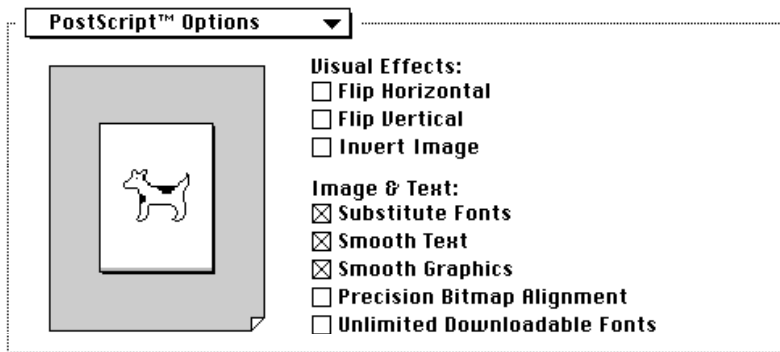 PostScript™ Options
Visual Effects:
Flip Horizontal
Flip Vertical
Invert Image
Image & Text:
Substitute Fonts
Smooth Text
Smooth Graphics
Precision Bitmap Alignment
Unlimited Downloadable Fonts